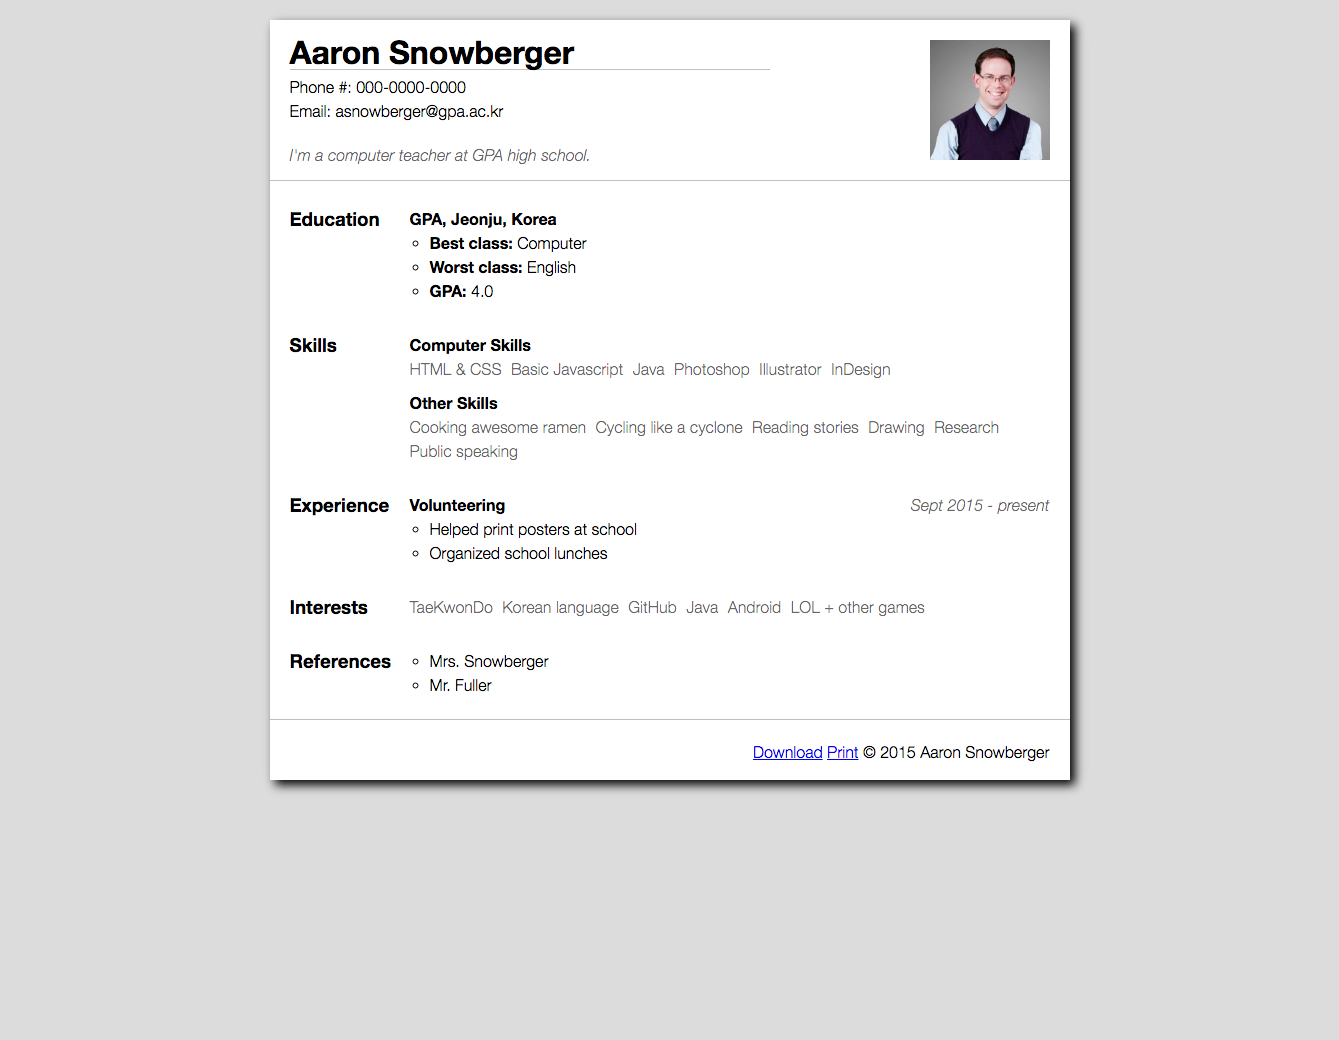 Aaron Snowberger
Phone #: 000-0000-0000
Email: asnowberger@gpa.ac.kr
I'm a computer teacher at GPA high school.
Education
GPA, Jeonju, Korea
Best class: Computer
Worst class: English
GPA: 4.0
Skills
Computer Skills
HTML & CSS Basic Javascript Java Photoshop Illustrator InDesign
Other Skills
Cooking awesome ramen Cycling like a cyclone Reading stories Drawing Research
Public speaking
Experience
Volunteering
Sept 2015 - present
Helped print posters at school
Organized school lunches
Interests
TaeKwonDo Korean language GitHub Java Android LOL + other games
References
Mrs. Snowberger
Mr. Fuller
Download Print © 2015 Aaron Snowberger